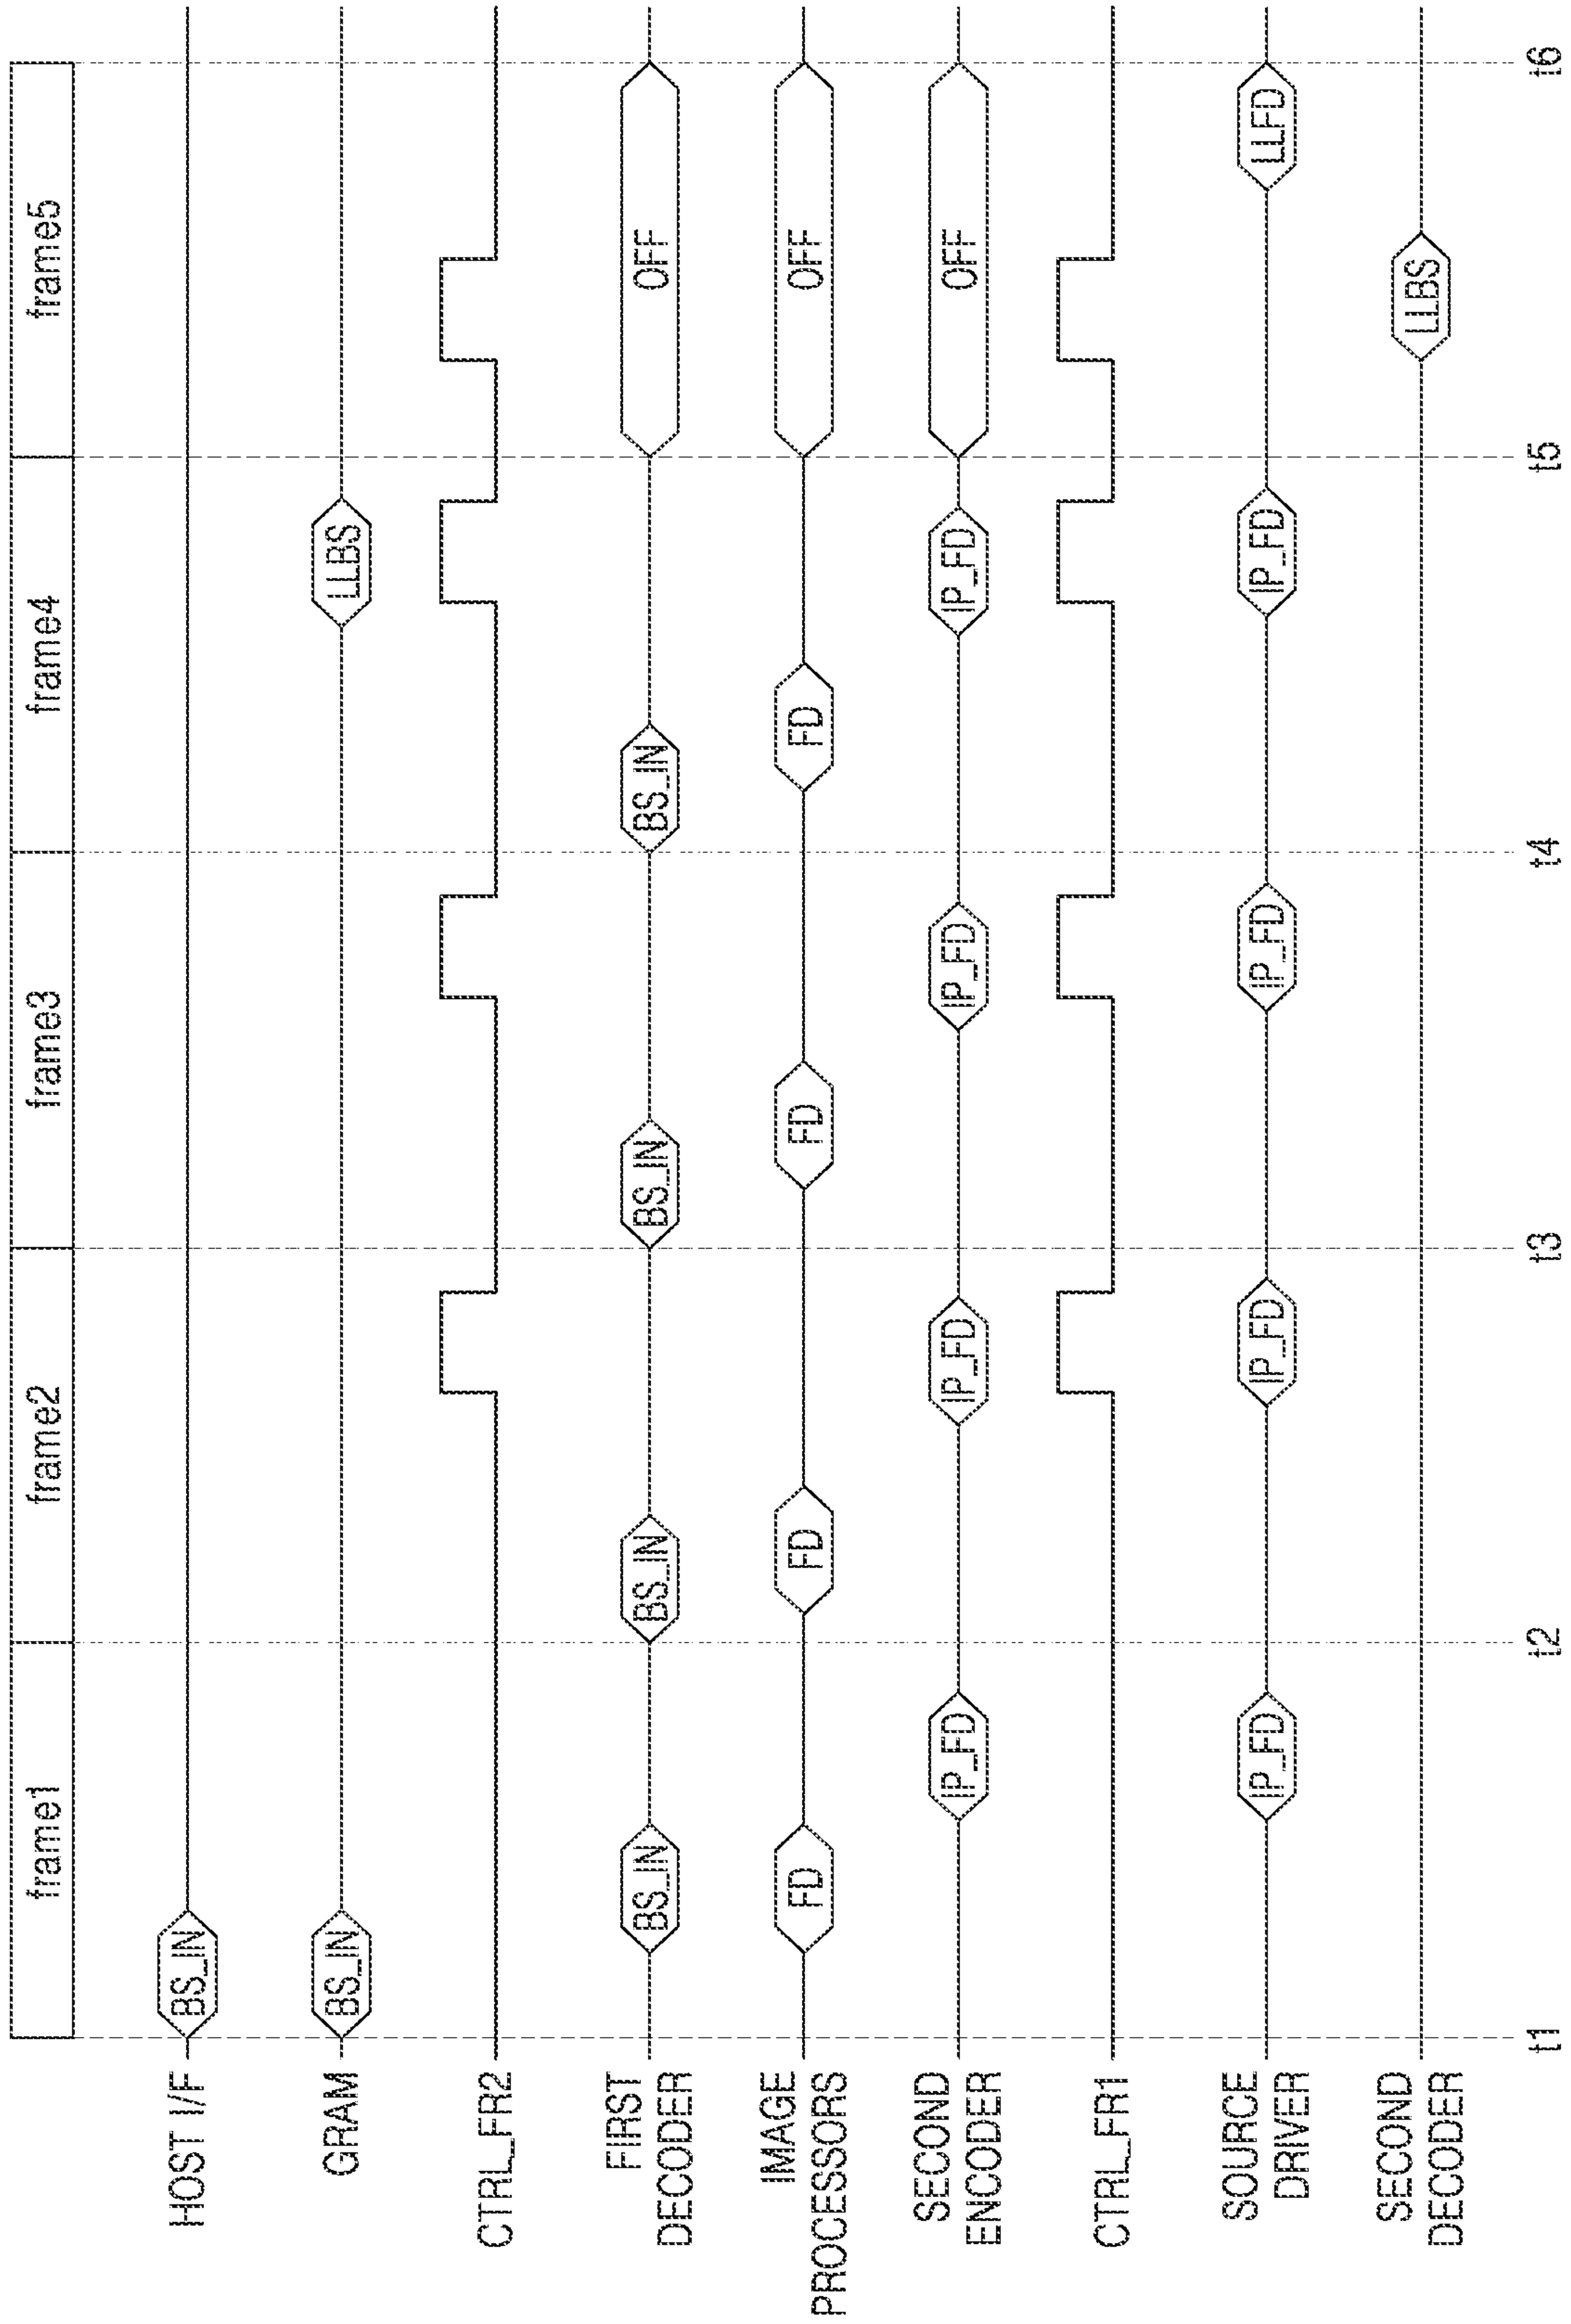 frame1 frame2 frame3 frame4 frame5
HOST I/F BS_IN
GRAM BS_IN LLBS
CTRL_FR2
FIRST
DECODER
BS_IN BS_IN BS_IN BS_IN OFF
IMAGE
PROCESSORS
FD FD FD FD OFF
SECOND
ENCODER
IP_FD IP_FD IP_FD IP_FD OFF
CTRL_FR1
SOURCE
DRIVER
IP_FD IP_FD IP_FD IP_FD LLFD
SECOND
DECODER
LLBS
t1 t2 t3 t4 t5 t6